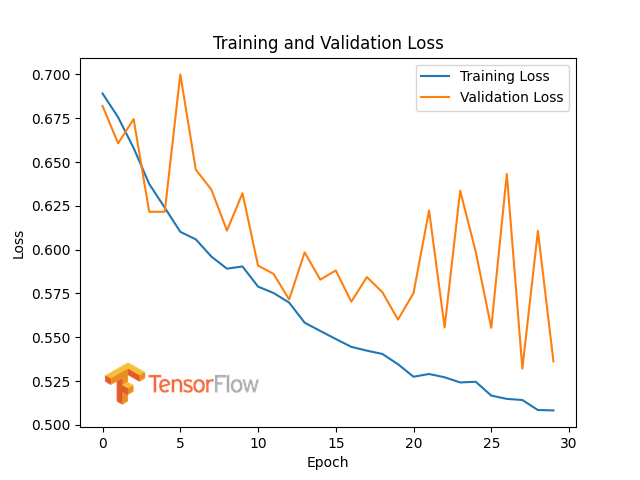 Training and Validation Loss
Training Loss
Validation Loss
0.700
0.675
0.650
0.625
0.600
0.575
0.550
0.525
0.500
Loss
TensorFlow
0 5 10 15 20 25 30
Epoch